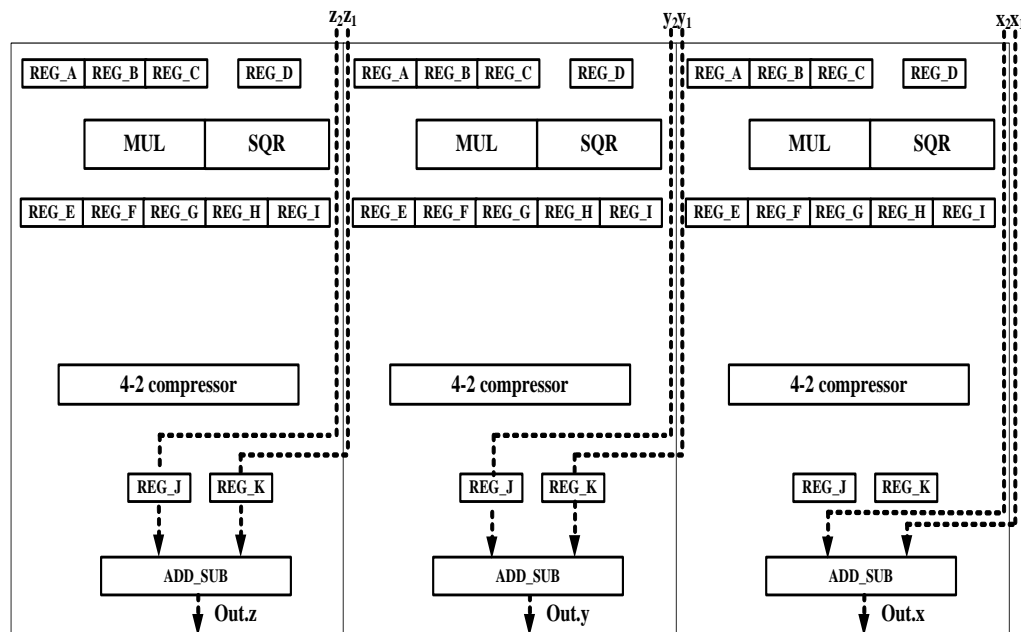 z₂z₁ y₂y₁ x₂x₁
REG_A REG_B REG_C REG_D REG_A REG_B REG_C REG_D REG_A REG_B REG_C REG_D
MUL SQR MUL SQR MUL SQR
REG_E REG_F REG_G REG_H REG_I REG_E REG_F REG_G REG_H REG_I REG_E REG_F REG_G REG_H REG_I
4-2 compressor 4-2 compressor 4-2 compressor
REG_J REG_K REG_J REG_K REG_J REG_K
ADD_SUB ADD_SUB ADD_SUB
Out.z Out.y Out.x